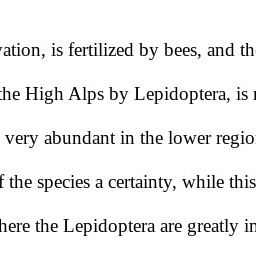 vation, is fertilized by bees, and th
the High Alps by Lepidoptera, is
very abundant in the lower regio
f the species a certainty, while this
here the Lepidoptera are greatly in